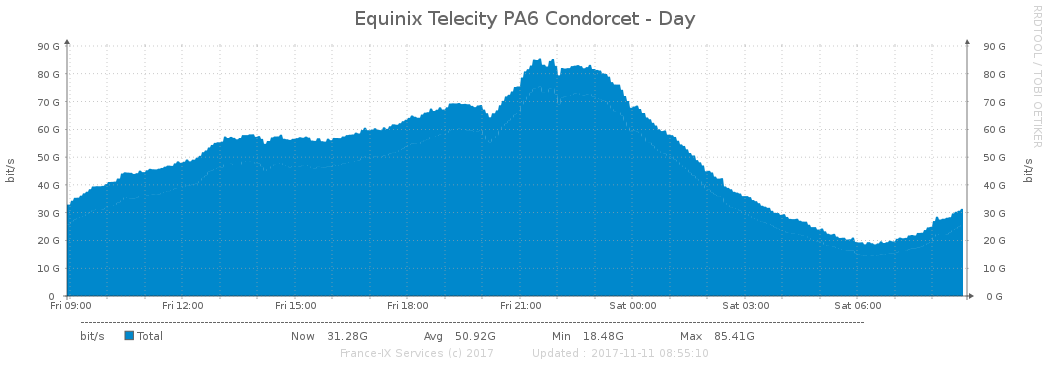 Equinix Telecity PA6 Condorcet - Day
RRDTOOL / TOBI OETIKER
90 G 90 G
80 G 80 G
70 G 70 G
60 G 60 G
50 G 50 G
40 G 40 G
30 G 30 G
20 G 20 G
10 G 10 G
0 0 G
bit/s
bit/s
Fri 09:00 Fri 12:00 Fri 15:00 Fri 18:00 Fri 21:00 Sat 00:00 Sat 03:00 Sat 06:00
bit/s Total Now 31.28G Avg 50.92G Min 18.48G Max 85.41G
France-IX Services (c) 2017 Updated : 2017-11-11 08:55:10